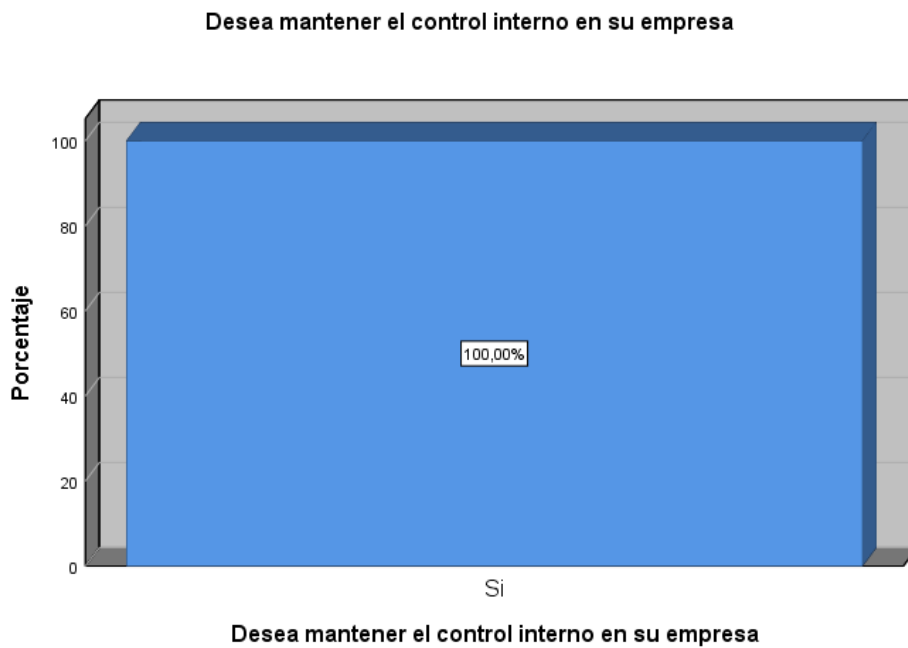 Desea mantener el control interno en su empresa
100
80
60
40
20
0
Porcentaje
100,00%
Si
Desea mantener el control interno en su empresa